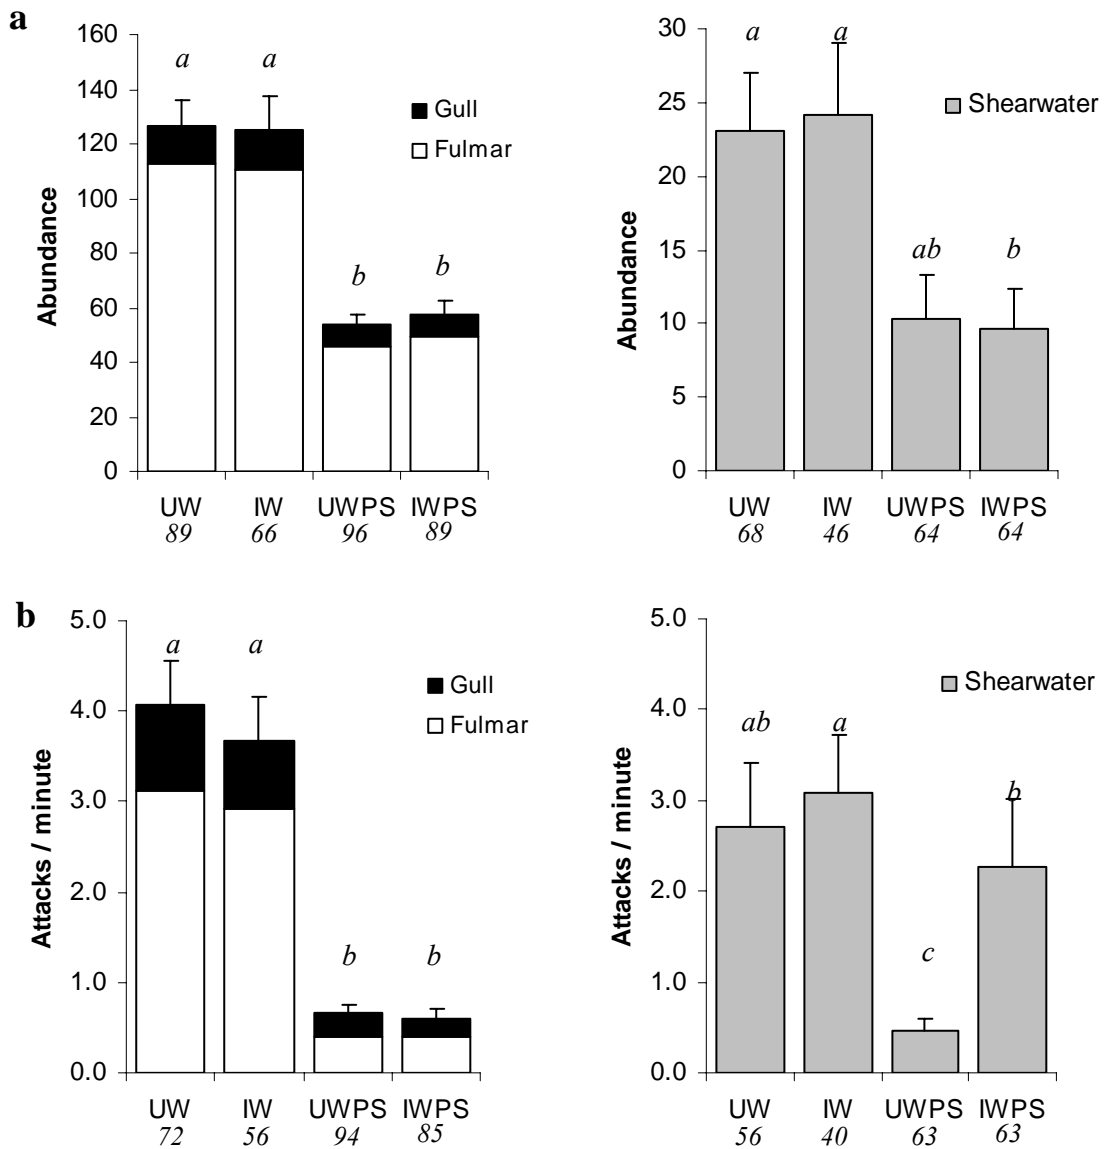 a
160
140
120
100
80
60
40
20
0
Abundance
a a b b
Gull
Fulmar
UW IW UWPS IWPS
89 66 96 89
30
25
20
15
10
5
0
Abundance
a a ab b
Shearwater
UW IW UWPS IWPS
68 46 64 64
b
5.0
4.0
3.0
2.0
1.0
0.0
Attacks / minute
a a b b
Gull
Fulmar
UW IW UWPS IWPS
72 56 94 85
5.0
4.0
3.0
2.0
1.0
0.0
Attacks / minute
ab a c b
Shearwater
UW IW UWPS IWPS
56 40 63 63